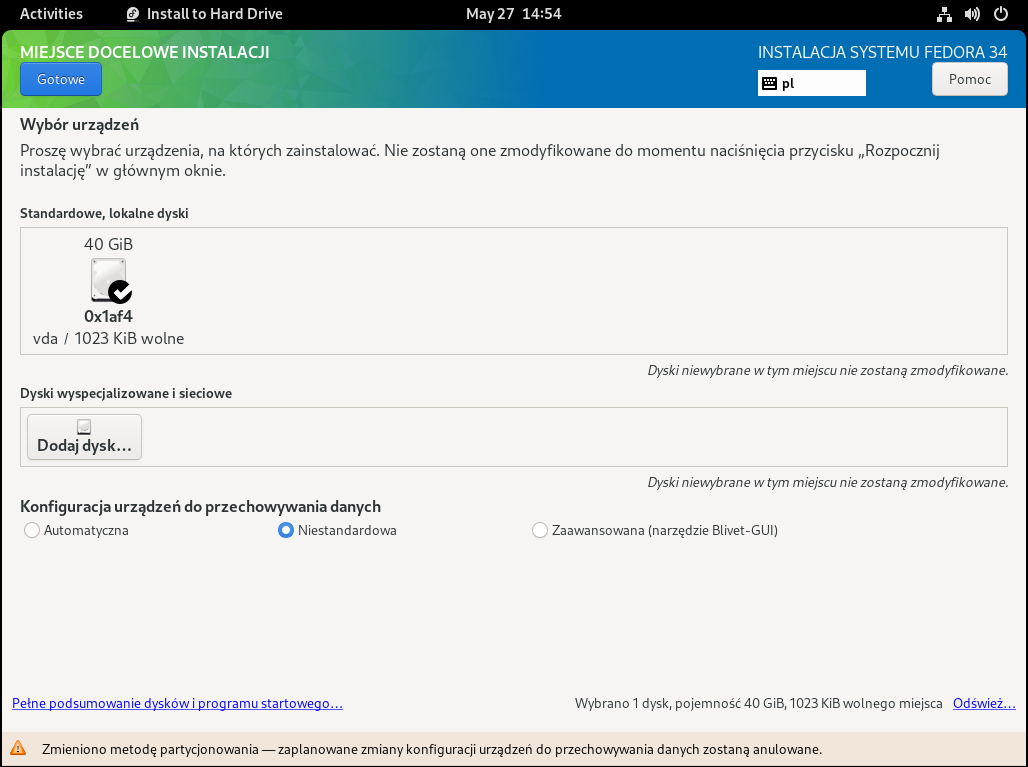 Activities
Install to Hard Drive
May 27 14:54
MIEJSCE DOCELOWE INSTALACJI
INSTALACJA SYSTEMU FEDORA 34
Gotowe
pl
Pomoc
Wybór urządzeń
Proszę wybrać urządzenia, na których zainstalować. Nie zostaną one zmodyfikowane do momentu naciśnięcia przycisku „Rozpocznij
instalację” w głównym oknie.
Standardowe, lokalne dyski
40 GiB
0x1af4
vda / 1023 KiB wolne
Dyski niewybrane w tym miejscu nie zostaną zmodyfikowane.
Dyski wyspecjalizowane i sieciowe
Dodaj dysk…
Dyski niewybrane w tym miejscu nie zostaną zmodyfikowane.
Konfiguracja urządzeń do przechowywania danych
Automatyczna
Niestandardowa
Zaawansowana (narzędzie Blivet-GUI)
Pełne podsumowanie dysków i programu startowego…
Wybrano 1 dysk, pojemność 40 GiB, 1023 KiB wolnego miejsca
Odśwież…
Zmieniono metodę partycjonowania — zaplanowane zmiany konfiguracji urządzeń do przechowywania danych zostaną anulowane.